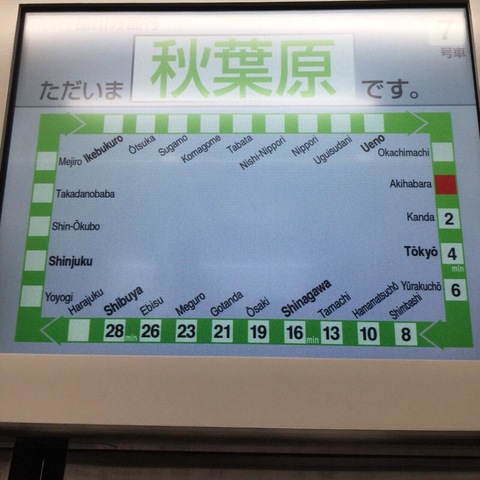 7
号車
ただいま 秋葉原 です。
Mejiro
Ikebukuro
Ōtsuka
Sugamo
Komagome
Tabata
Nishi-Nippori
Nippori
Uguisudani
Ueno
Okachimachi
Akihabara
Kanda 2
Tōkyō 4 min
Yūrakuchō 6
Takadanobaba
Shin-Ōkubo
Shinjuku
Yoyogi
Harajuku
Shibuya
Ebisu
Meguro
Gotanda
Ōsaki
Shinagawa
Tamachi
Hamamatsuchō
Shimbashi
28 min 26 23 21 19 16 min 13 10 8